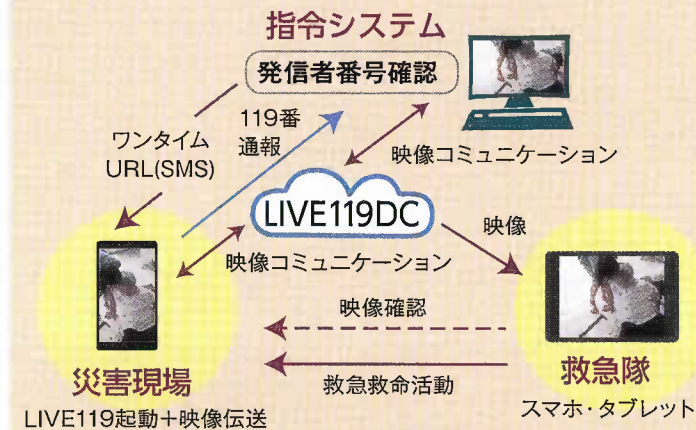 指令システム
発信者番号確認
119番
通報
ワンタイム
URL(SMS)
映像コミュニケーション
LIVE119DC
映像
映像コミュニケーション
映像確認
救急救命活動
災害現場
LIVE119起動＋映像伝送
救急隊
スマホ・タブレット